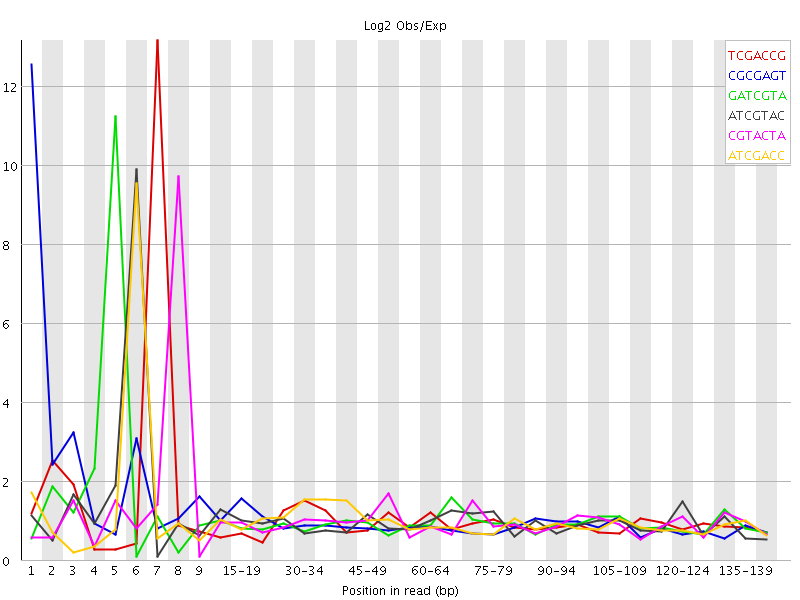 Log2 Obs/Exp
TCGACCG
CGCGAGT
GATCGTA
ATCGTAC
CGTACTA
ATCGACC
12
10
8
6
4
2
0
1 2 3 4 5 6 7 8 9 15-19 30-34 45-49 60-64 75-79 90-94 105-109 120-124 135-139
Position in read (bp)